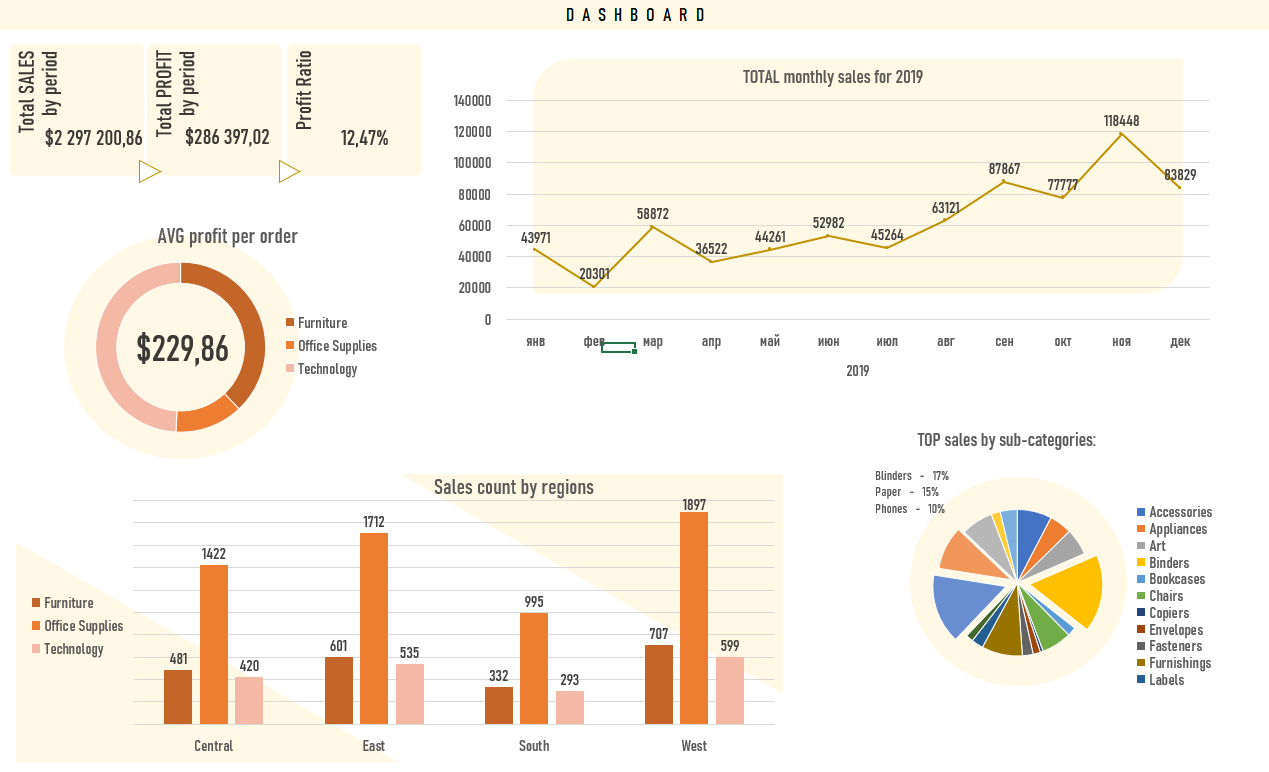 DASHBOARD
Total SALES
by period
$2 297 200,86
Total PROFIT
by period
$286 397,02
Profit Ratio
12,47%
TOTAL monthly sales for 2019
140000
120000
100000
80000
60000
40000
20000
0
43971
20301
58872
36522
44261
52982
45264
63121
87867
77777
118448
83829
янв фев мар апр май июн июл авг сен окт ноя дек
2019
AVG profit per order
$229,86
Furniture
Office Supplies
Technology
Sales count by regions
Furniture
Office Supplies
Technology
481 1422 420
601 1712 535
332 995 293
707 1897 599
Central East South West
TOP sales by sub-categories:
Blinders - 17%
Paper - 15%
Phones - 10%
Accessories
Appliances
Art
Binders
Bookcases
Chairs
Copiers
Envelopes
Fasteners
Furnishings
Labels